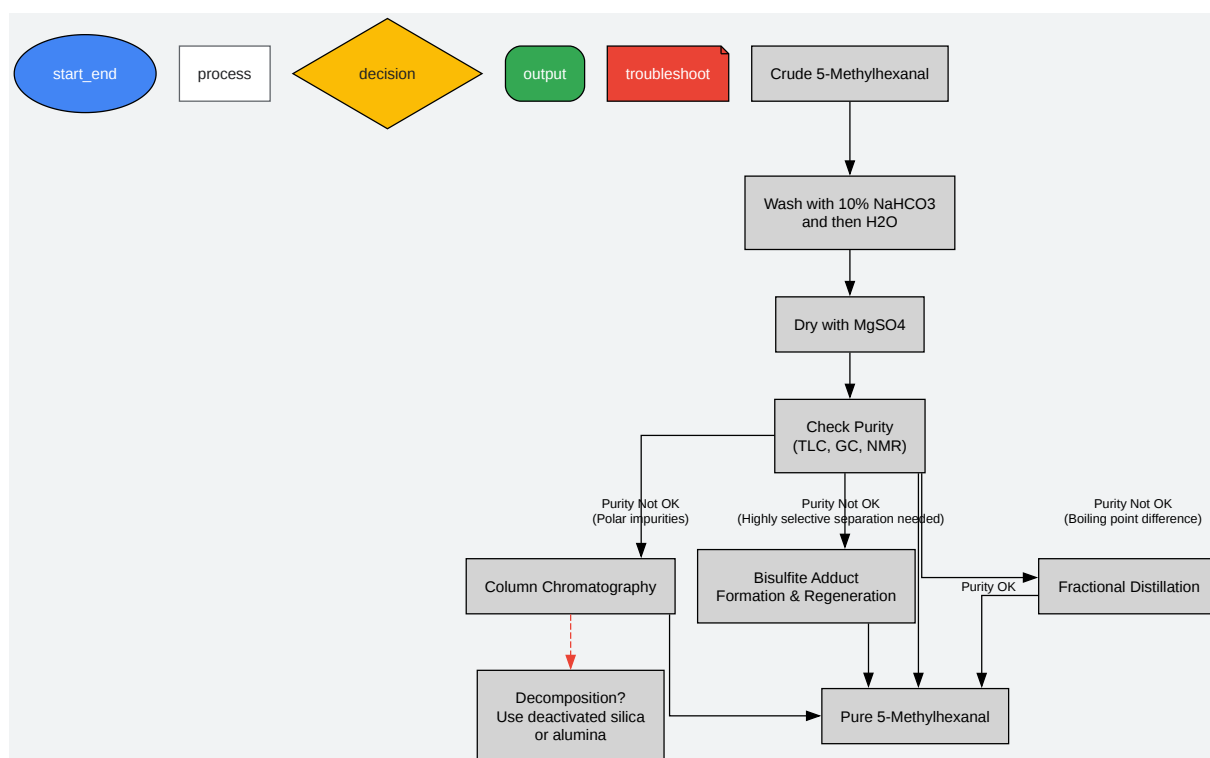 start_end
process
decision
output
troubleshoot
Crude 5-Methylhexanal
Wash with 10% NaHCO3
and then H2O
Dry with MgSO4
Check Purity
(TLC, GC, NMR)
Purity Not OK
(Polar impurities)
Purity Not OK
(Highly selective separation needed)
Purity Not OK
(Boiling point difference)
Column Chromatography
Bisulfite Adduct
Formation & Regeneration
Purity OK
Fractional Distillation
Decomposition?
Use deactivated silica
or alumina
Pure 5-Methylhexanal